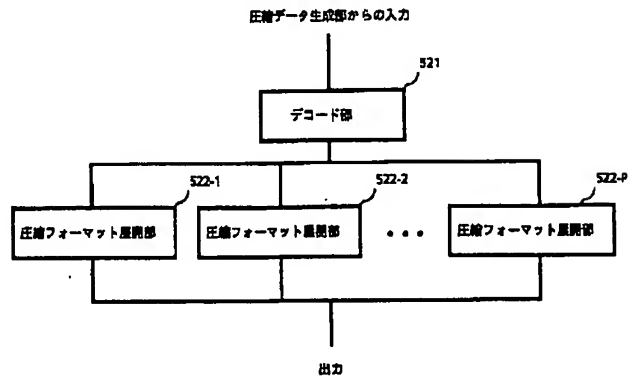 圧縮データ生成部からの入力
521
デコード部
522-1
522-2
522-P
圧縮フォーマット展開部
圧縮フォーマット展開部
• • •
圧縮フォーマット展開部
出力